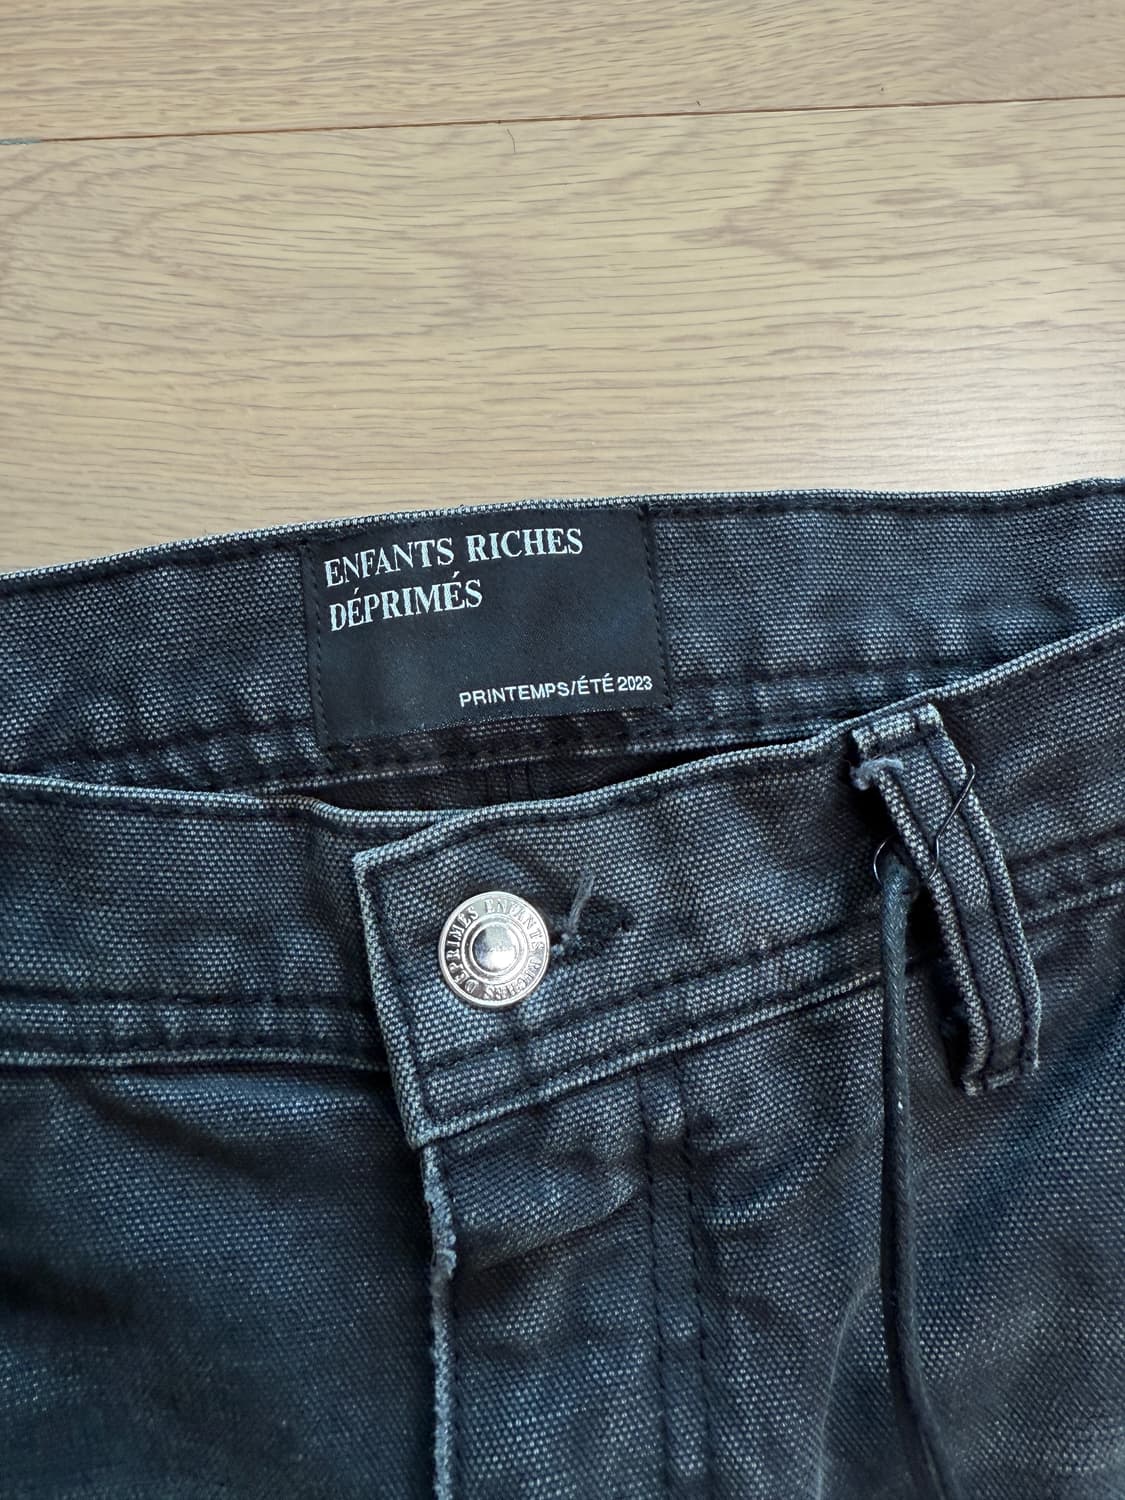 ENFANTS RICHES
DÉPRIMÉS
PRINTEMPS/ÉTÉ 2023
ENFANTS RICHES DÉPRIMÉS